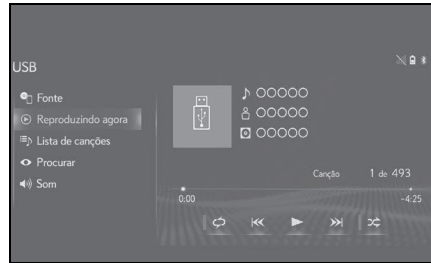 USB
Fonte
Reproduzindo agora
Lista de canções
Procurar
Som
OOOOO
OOOOO
OOOOO
Canção 1 de 493
0:00 -4:25